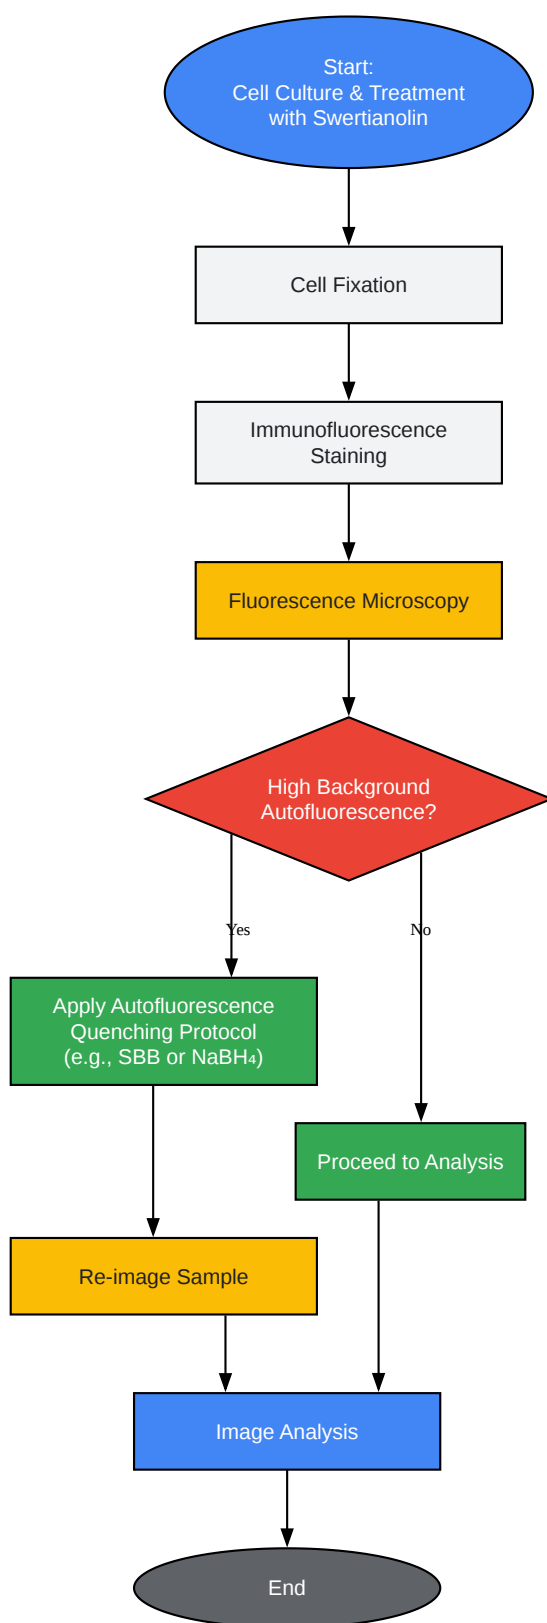 Start:
Cell Culture & Treatment
with Swertianolin
Cell Fixation
Immunofluorescence
Staining
Fluorescence Microscopy
High Background
Autofluorescence?
Yes
No
Apply Autofluorescence
Quenching Protocol
(e.g., SBB or NaBH₄)
Proceed to Analysis
Re-image Sample
Image Analysis
End